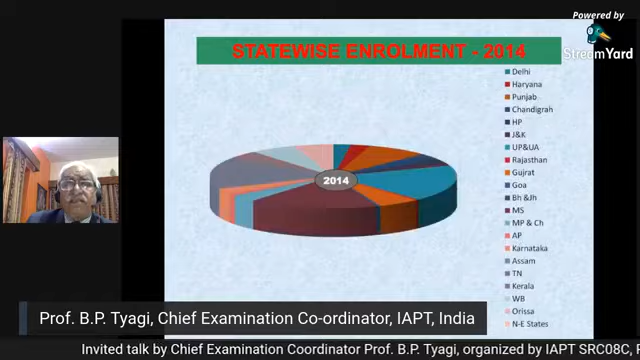 Powered by
StreamYard
STATEWISE ENROLMENT - 2014
Delhi
Haryana
Punjab
Chandigrah
HP
J&K
UP&UA
Rajasthan
Gujrat
Goa
Bh &Jh
MS
MP & Ch
AP
Karnataka
Assam
TN
Kerala
WB
Orissa
N-E States
2014
Prof. B.P. Tyagi, Chief Examination Co-ordinator, IAPT, India
Invited talk by Chief Examination Coordinator Prof. B.P. Tyagi, organized by IAPT SRC08C,